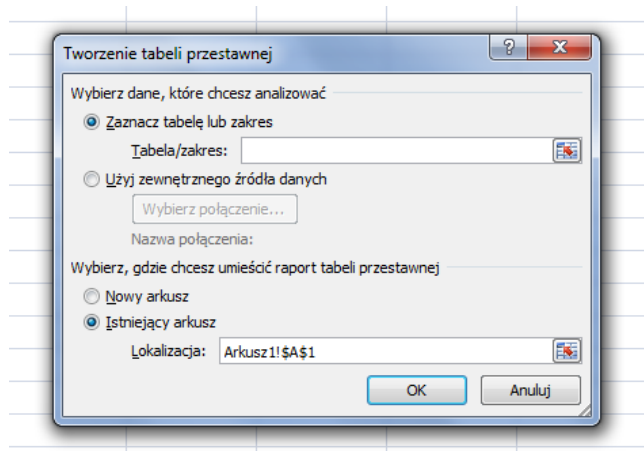 Tworzenie tabeli przestawnej
Wybierz dane, które chcesz analizować
Zaznacz tabelę lub zakres
Tabela/zakres:
Użyj zewnętrznego źródła danych
Wybierz połączenie...
Nazwa połączenia:
Wybierz, gdzie chcesz umieścić raport tabeli przestawnej
Nowy arkusz
Istniejący arkusz
Lokalizacja: Arkusz1!$A$1
OK Anuluj